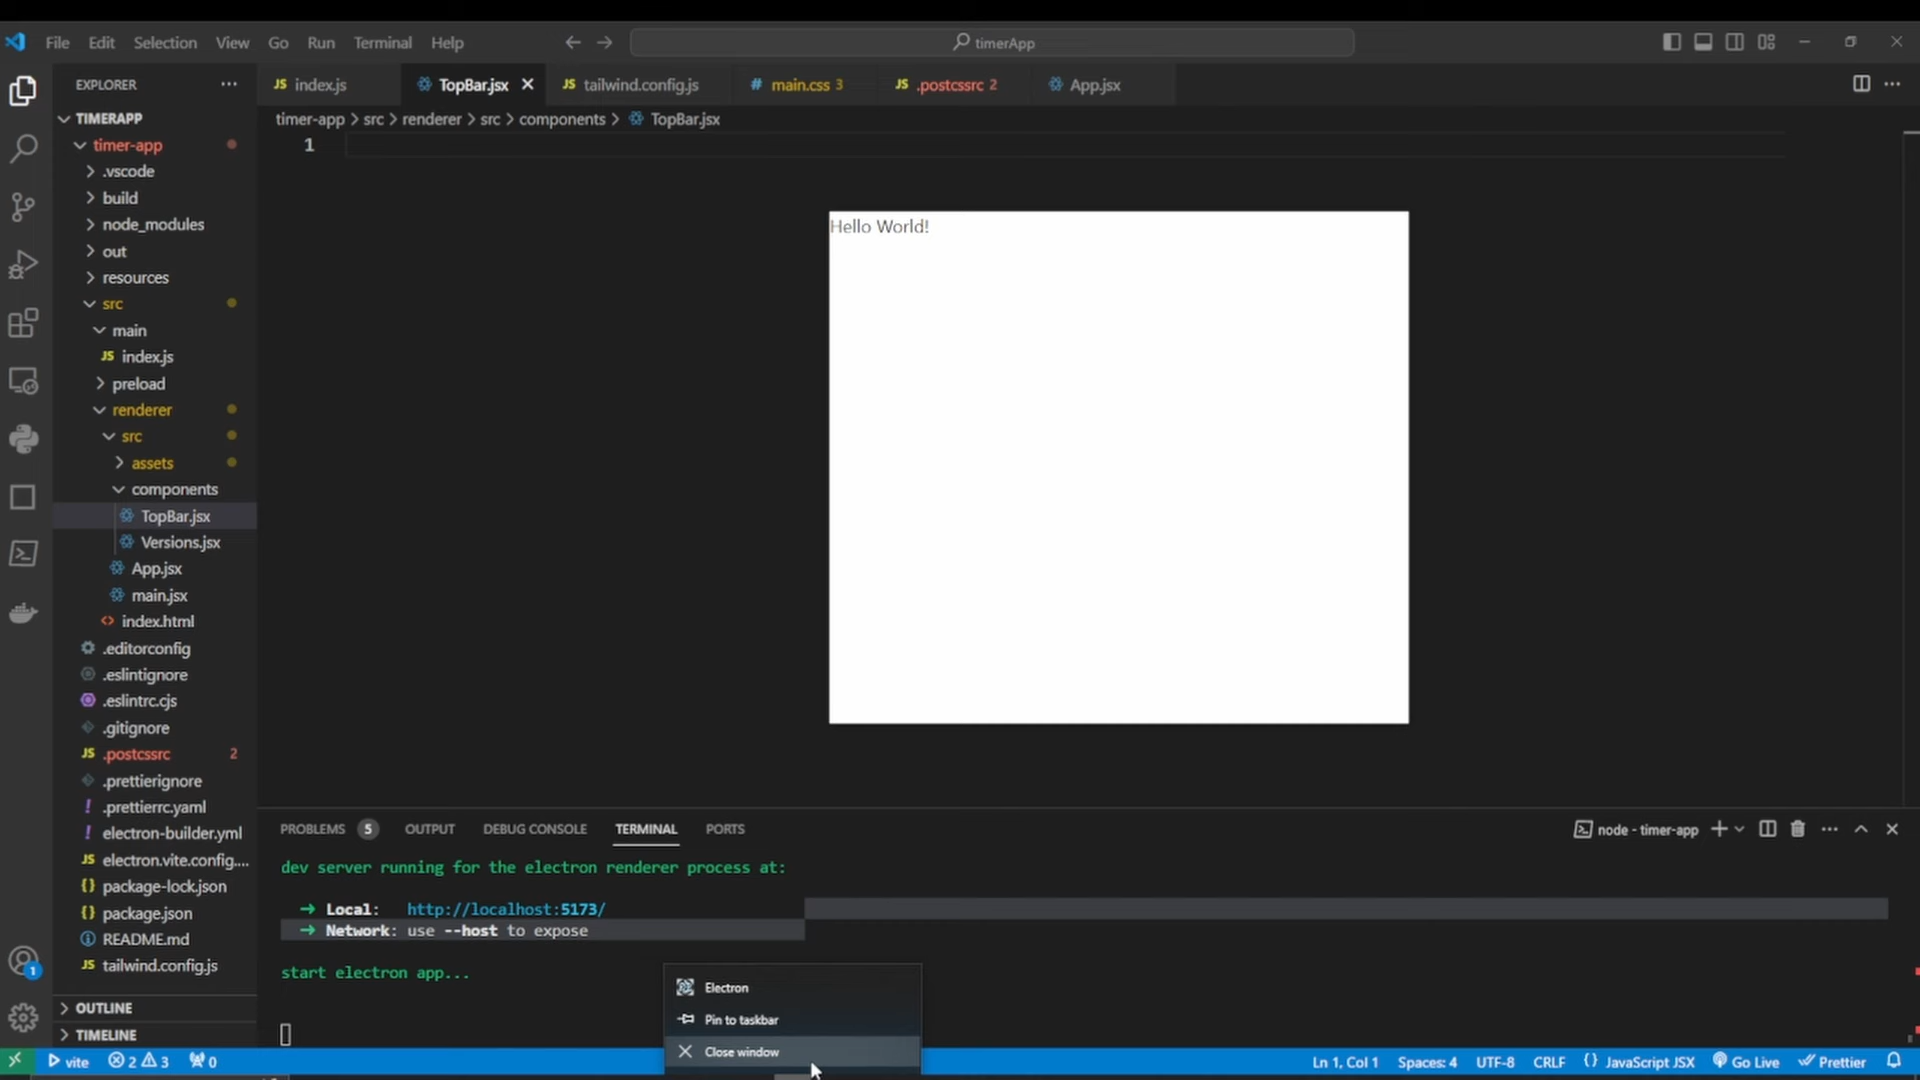 File Edit Selection View Go Run Terminal Help
timerApp
EXPLORER
index.js
TopBar.jsx
tailwind.config.js
main.css 3
.postcssrc 2
App.jsx
TIMERAPP
timer-app > src > renderer > src > components > TopBar.jsx
1
timer-app
.vscode
build
node_modules
out
resources
src
main
index.js
preload
renderer
src
assets
components
TopBar.jsx
Versions.jsx
App.jsx
main.jsx
index.html
.editorconfig
.eslintignore
.eslintrc.cjs
.gitignore
.postcssrc 2
.prettierignore
.prettierrc.yaml
electron-builder.yml
electron.vite.config....
package-lock.json
package.json
README.md
tailwind.config.js
OUTLINE
TIMELINE
Hello World!
PROBLEMS 5 OUTPUT DEBUG CONSOLE TERMINAL PORTS
node - timer-app
dev server running for the electron renderer process at:
➜ Local: http://localhost:5173/
➜ Network: use --host to expose
start electron app...
Electron
Pin to taskbar
Close window
1
vite 2 3 0
Ln 1, Col 1 Spaces: 4 UTF-8 CRLF {} JavaScript JSX Go Live Prettier